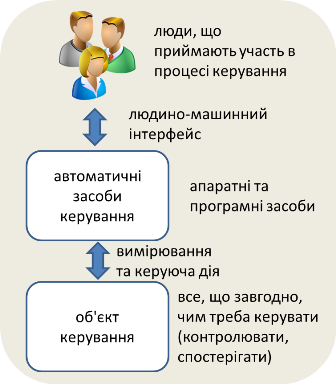 люди, що
приймають участь в
процесі керування
людино-машинний
інтерфейс
автоматичні
засоби
керування
апаратні та
програмні засоби
вимірювання
та керуюча дія
об'єкт
керування
все, що завгодно,
чим треба керувати
(контролювати,
спостерігати)